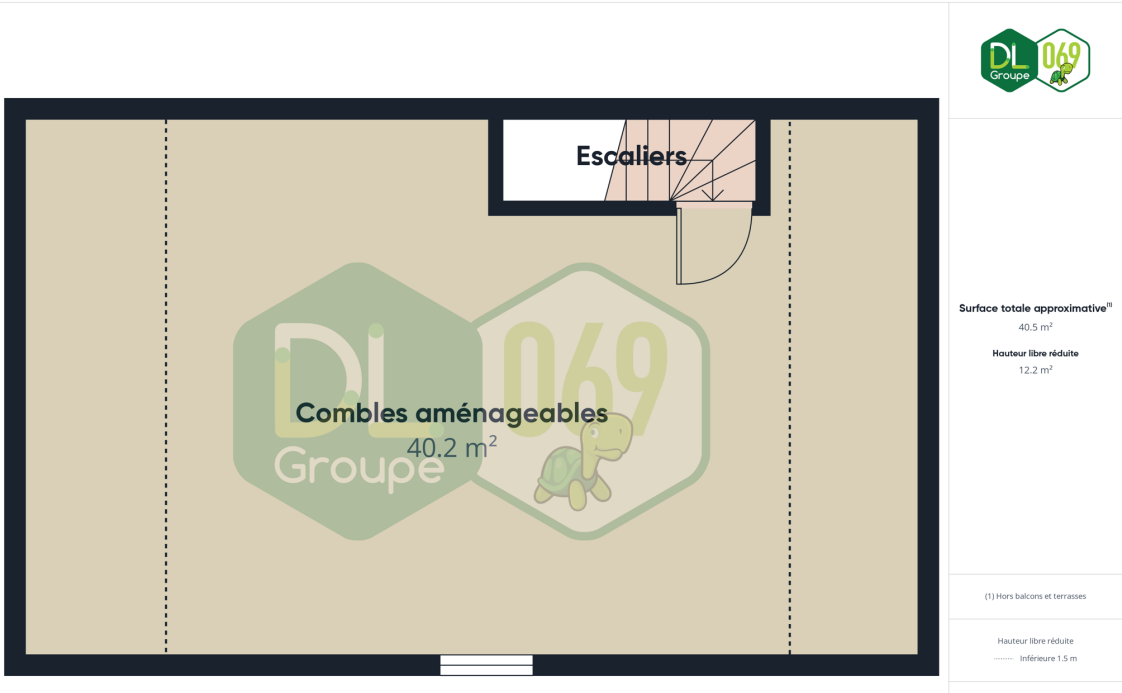 DL
Groupe
069
Escaliers
DL
Groupe
069
Combles aménageables
40.2 m²
Surface totale approximative⁽¹⁾
40.5 m²
Hauteur libre réduite
12.2 m²
(1) Hors balcons et terrasses
Hauteur libre réduite
Inférieure 1.5 m